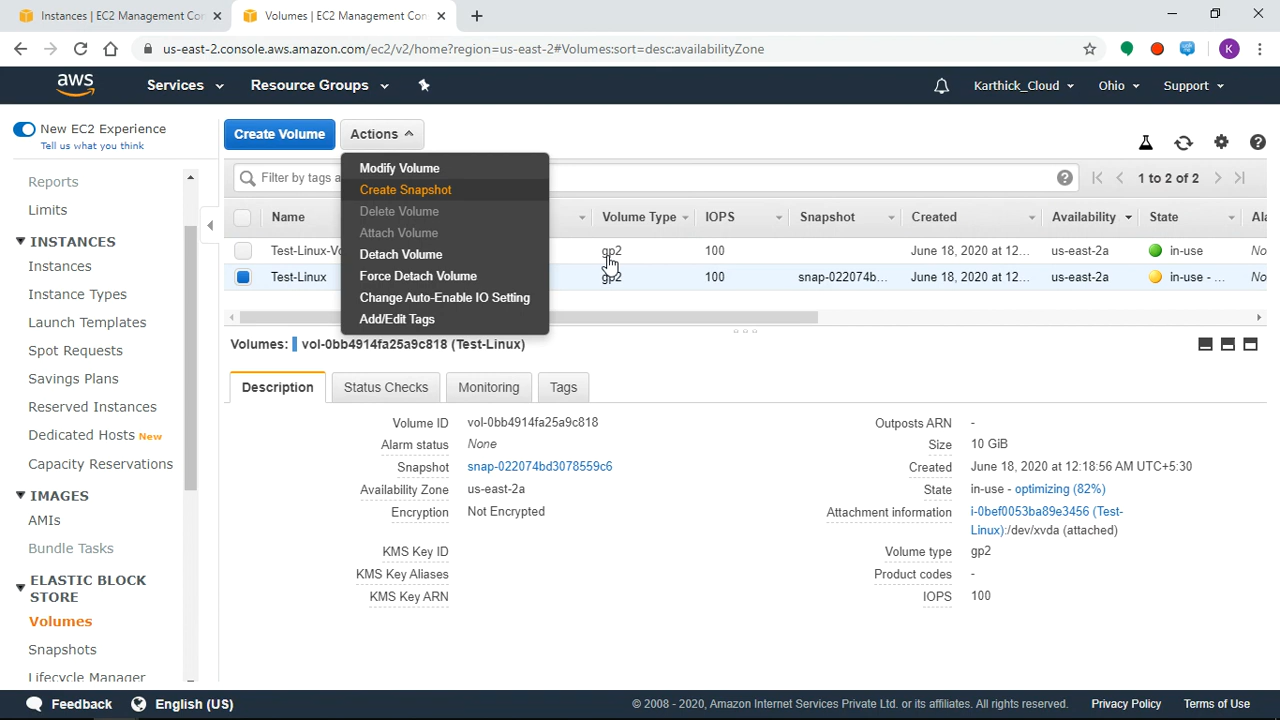 Instances | EC2 Management Con
Volumes | EC2 Management Con
us-east-2.console.aws.amazon.com/ec2/v2/home?region=us-east-2#Volumes:sort=desc:availabilityZone
K
aws
Services
Resource Groups
Karthick_Cloud
Ohio
Support
New EC2 Experience
Tell us what you think
Reports
Limits
INSTANCES
Instances
Instance Types
Launch Templates
Spot Requests
Savings Plans
Reserved Instances
Dedicated Hosts New
Capacity Reservations
IMAGES
AMIs
Bundle Tasks
ELASTIC BLOCK
STORE
Volumes
Snapshots
Lifecycle Manager
Create Volume
Actions
Modify Volume
Create Snapshot
Delete Volume
Attach Volume
Detach Volume
Force Detach Volume
Change Auto-Enable IO Setting
Add/Edit Tags
Filter by tags a
1 to 2 of 2
Name Volume Type IOPS Snapshot Created Availability State Ala
Test-Linux-Vo gp2 100 June 18, 2020 at 12... us-east-2a in-use No
Test-Linux gp2 100 snap-022074b... June 18, 2020 at 12... us-east-2a in-use - ... No
Volumes: vol-0bb4914fa25a9c818 (Test-Linux)
Description
Status Checks
Monitoring
Tags
Volume ID vol-0bb4914fa25a9c818
Alarm status None
Snapshot snap-022074bd3078559c6
Availability Zone us-east-2a
Encryption Not Encrypted
KMS Key ID
KMS Key Aliases
KMS Key ARN
Outposts ARN -
Size 10 GiB
Created June 18, 2020 at 12:18:56 AM UTC+5:30
State in-use - optimizing (82%)
Attachment information i-0bef0053ba89e3456 (Test-
Linux):/dev/xvda (attached)
Volume type gp2
Product codes -
IOPS 100
Feedback
English (US)
© 2008 - 2020, Amazon Internet Services Private Ltd. or its affiliates. All rights reserved.
Privacy Policy
Terms of Use